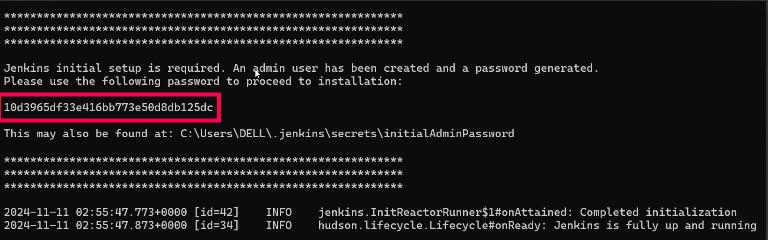 *************************************************************
*************************************************************
*************************************************************
Jenkins initial setup is required. An admin user has been created and a password generated.
Please use the following password to proceed to installation:
10d3965df33e416bb773e50d8db125dc
This may also be found at: C:\Users\DELL\.jenkins\secrets\initialAdminPassword
*************************************************************
*************************************************************
*************************************************************
2024-11-11 02:55:47.773+0000 [id=42]    INFO    jenkins.InitReactorRunner$1#onAttained: Completed initialization
2024-11-11 02:55:47.873+0000 [id=34]    INFO    hudson.lifecycle.Lifecycle#onReady: Jenkins is fully up and running